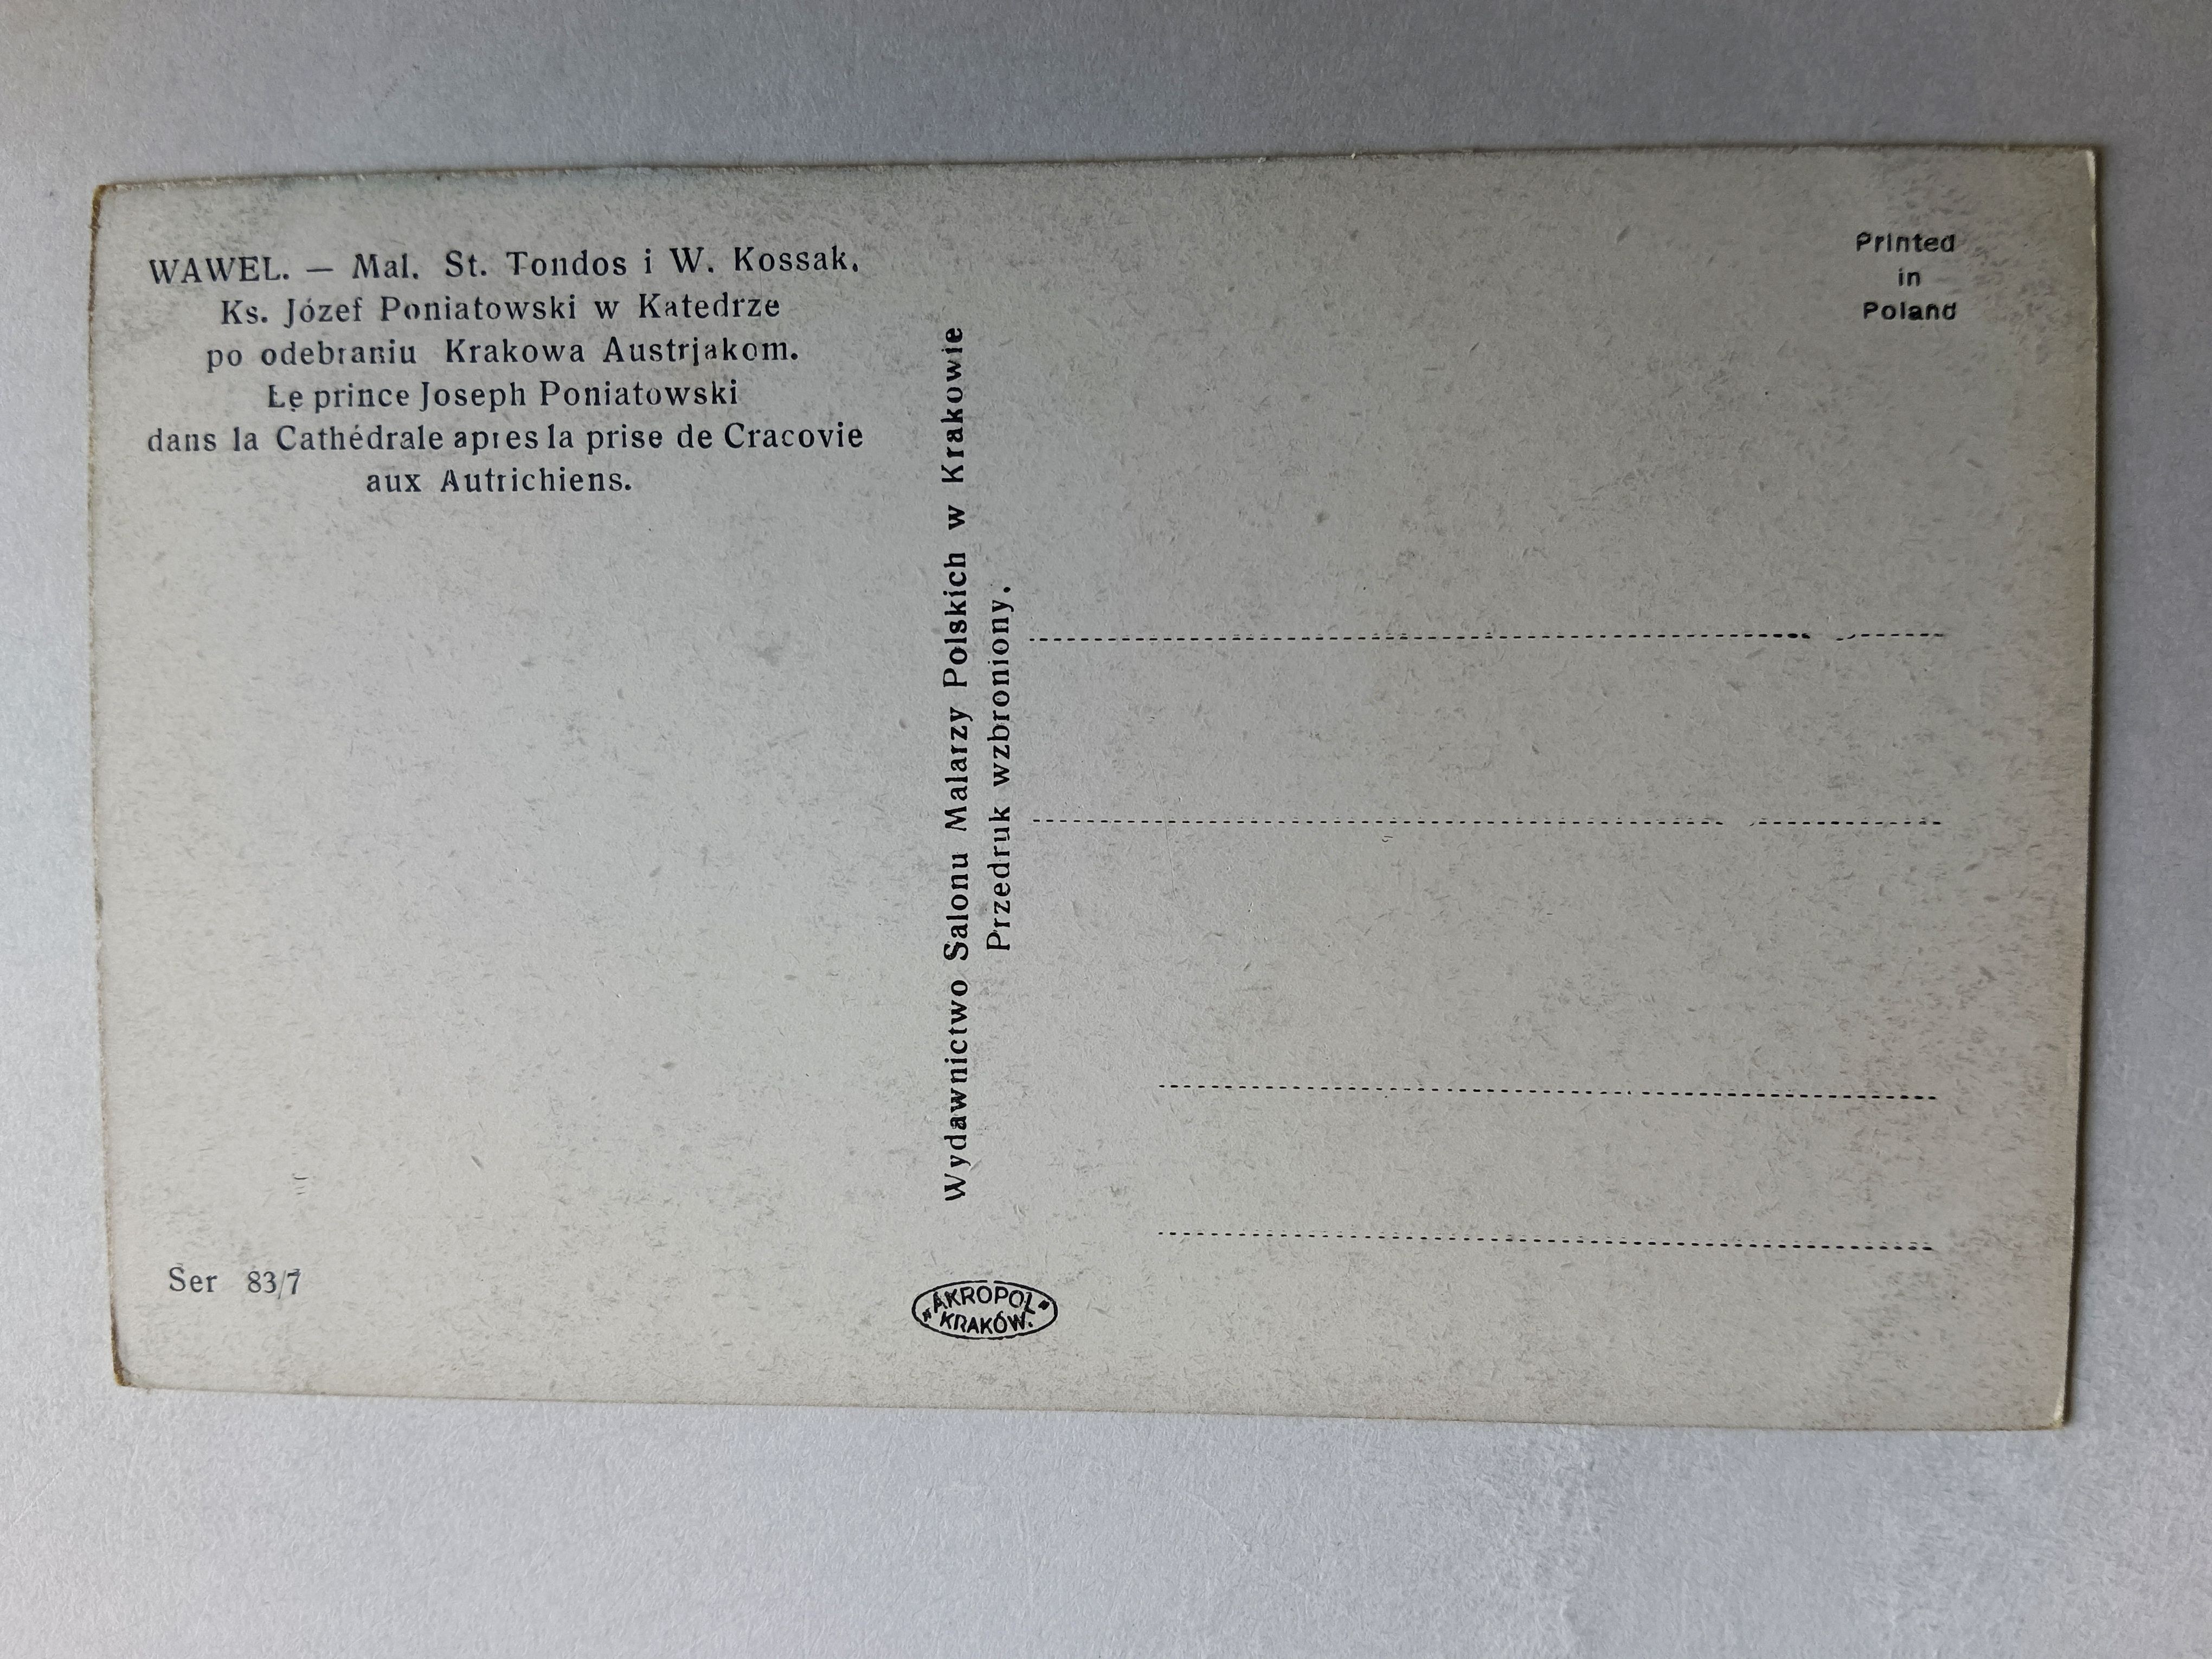 WAWEL. — Mal. St. Tondos i W. Kossak.
Ks. Józef Poniatowski w Katedrze
po odebraniu Krakowa Austrjakom.
Łę prince Joseph Poniatowski
dans la Cathédrale apres la prise de Cracovie
aux Autrichiens.
Ser 83/7
Wydawnictwo Salonu Malarzy Polskich w Krakowie
Przedruk wzbroniony.
"AKROPOL"
KRAKÓW.
Printed
in
Poland